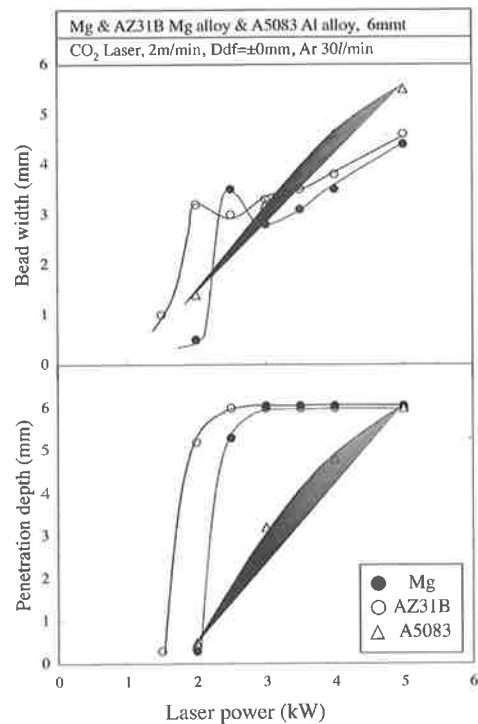 Mg & AZ31B Mg alloy & A5083 Al alloy, 6mmt
CO2 Laser, 2m/min, Ddf=±0mm, Ar 30l/min
6
5
4
3
2
1
0
Bead width (mm)
6
5
4
3
2
1
0
Penetration depth (mm)
Mg
AZ31B
A5083
0 1 2 3 4 5 6
Laser power (kW)